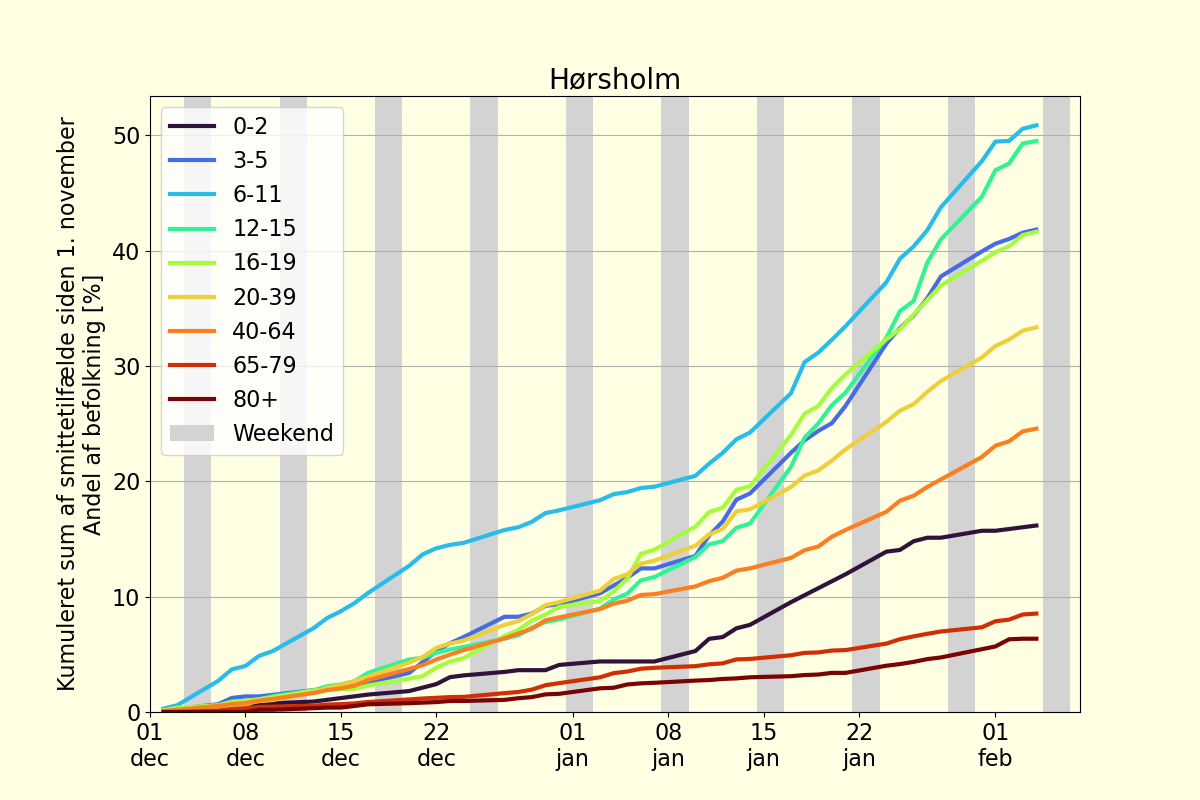 Hørsholm
Kumuleret sum af smittetilfælde siden 1. november
Andel af befolkning [%]
50
40
30
20
10
0
0-2
3-5
6-11
12-15
16-19
20-39
40-64
65-79
80+
Weekend
01 08 15 22 01 08 15 22 01
dec dec dec dec jan jan jan jan feb